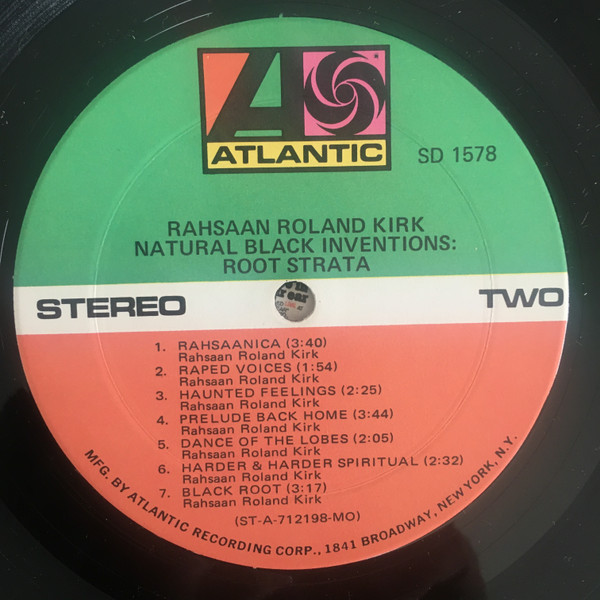 ATLANTIC
SD 1578
RAHSAAN ROLAND KIRK
NATURAL BLACK INVENTIONS:
ROOT STRATA
STEREO
TWO
1. RAHSAANICA (3:40)
Rahsaan Roland Kirk
2. RAPED VOICES (1:54)
Rahsaan Roland Kirk
3. HAUNTED FEELINGS (2:25)
Rahsaan Roland Kirk
4. PRELUDE BACK HOME (3:44)
Rahsaan Roland Kirk
5. DANCE OF THE LOBES (2:05)
Rahsaan Roland Kirk
6. HARDER & HARDER SPIRITUAL (2:32)
Rahsaan Roland Kirk
7. BLACK ROOT (3:17)
Rahsaan Roland Kirk
(ST-A-712198-MO)
MFG. BY ATLANTIC RECORDING CORP., 1841 BROADWAY, NEW YORK, N.Y.